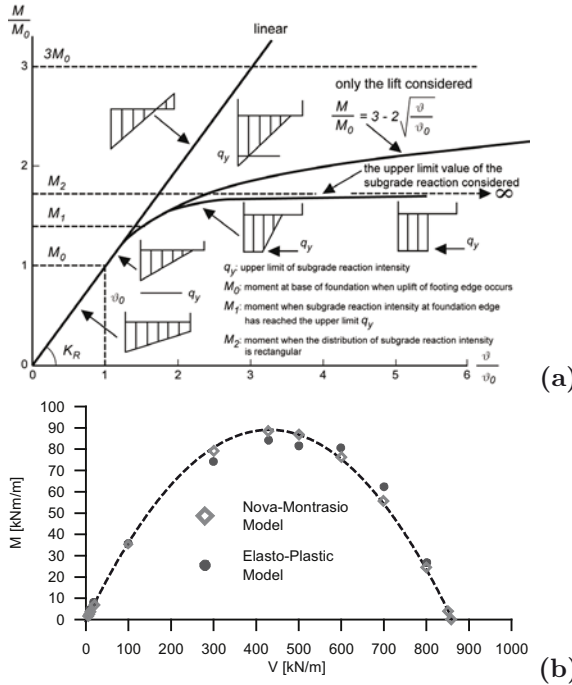 M
M0
linear
3M0
3
only the lift considered
M/M0 = 3 - 2 √ϑ/ϑ0
qy
2
M2
the upper limit value of the
subgrade reaction considered
∞
M1
qy
qy
M0
1
qy: upper limit of subgrade reaction intensity
M0: moment at base of foundation when uplift of footing edge occurs
ϑ0 qy
M1: moment when subgrade reaction intensity at foundation edge
has reached the upper limit qy
M2: moment when the distribution of subgrade reaction intensity
is rectangular
KR
0
0 1 2 3 4 5 6 ϑ
ϑ0
(a)
100
90
80
70
60
50
40
30
20
10
0
M [kNm/m]
Nova-Montrasio
Model
Elasto-Plastic
Model
0 100 200 300 400 500 600 700 800 900 1000
V [kN/m]
(b)